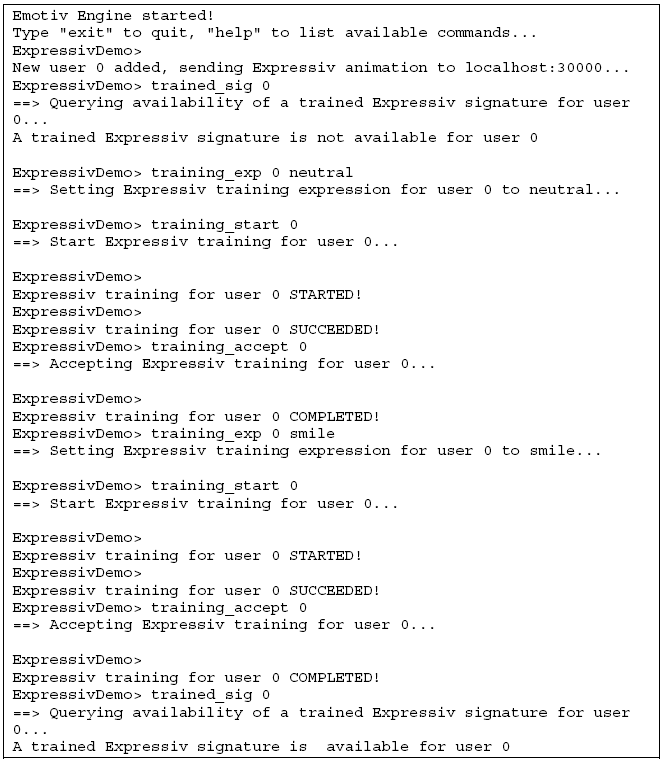 Emotiv Engine started!
Type "exit" to quit, "help" to list available commands...
ExpressivDemo>
New user 0 added, sending Expressiv animation to localhost:30000...
ExpressivDemo> trained_sig 0
==> Querying availability of a trained Expressiv signature for user
0...
A trained Expressiv signature is not available for user 0
ExpressivDemo> training_exp 0 neutral
==> Setting Expressiv training expression for user 0 to neutral...
ExpressivDemo> training_start 0
==> Start Expressiv training for user 0...
ExpressivDemo>
Expressiv training for user 0 STARTED!
ExpressivDemo>
Expressiv training for user 0 SUCCEEDED!
ExpressivDemo> training_accept 0
==> Accepting Expressiv training for user 0...
ExpressivDemo>
Expressiv training for user 0 COMPLETED!
ExpressivDemo> training_exp 0 smile
==> Setting Expressiv training expression for user 0 to smile...
ExpressivDemo> training_start 0
==> Start Expressiv training for user 0...
ExpressivDemo>
Expressiv training for user 0 STARTED!
ExpressivDemo>
Expressiv training for user 0 SUCCEEDED!
ExpressivDemo> training_accept 0
==> Accepting Expressiv training for user 0...
ExpressivDemo>
Expressiv training for user 0 COMPLETED!
ExpressivDemo> trained_sig 0
==> Querying availability of a trained Expressiv signature for user
0...
A trained Expressiv signature is  available for user 0